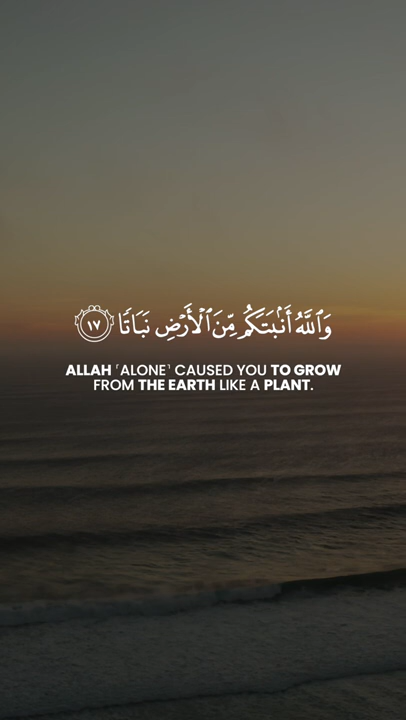 وَٱللَّهُ أَنۢبَتَكُم مِّنَ ٱلْأَرْضِ نَبَاتًا ١٧
ALLAH ˹ALONE˺ CAUSED YOU TO GROW
FROM THE EARTH LIKE A PLANT.